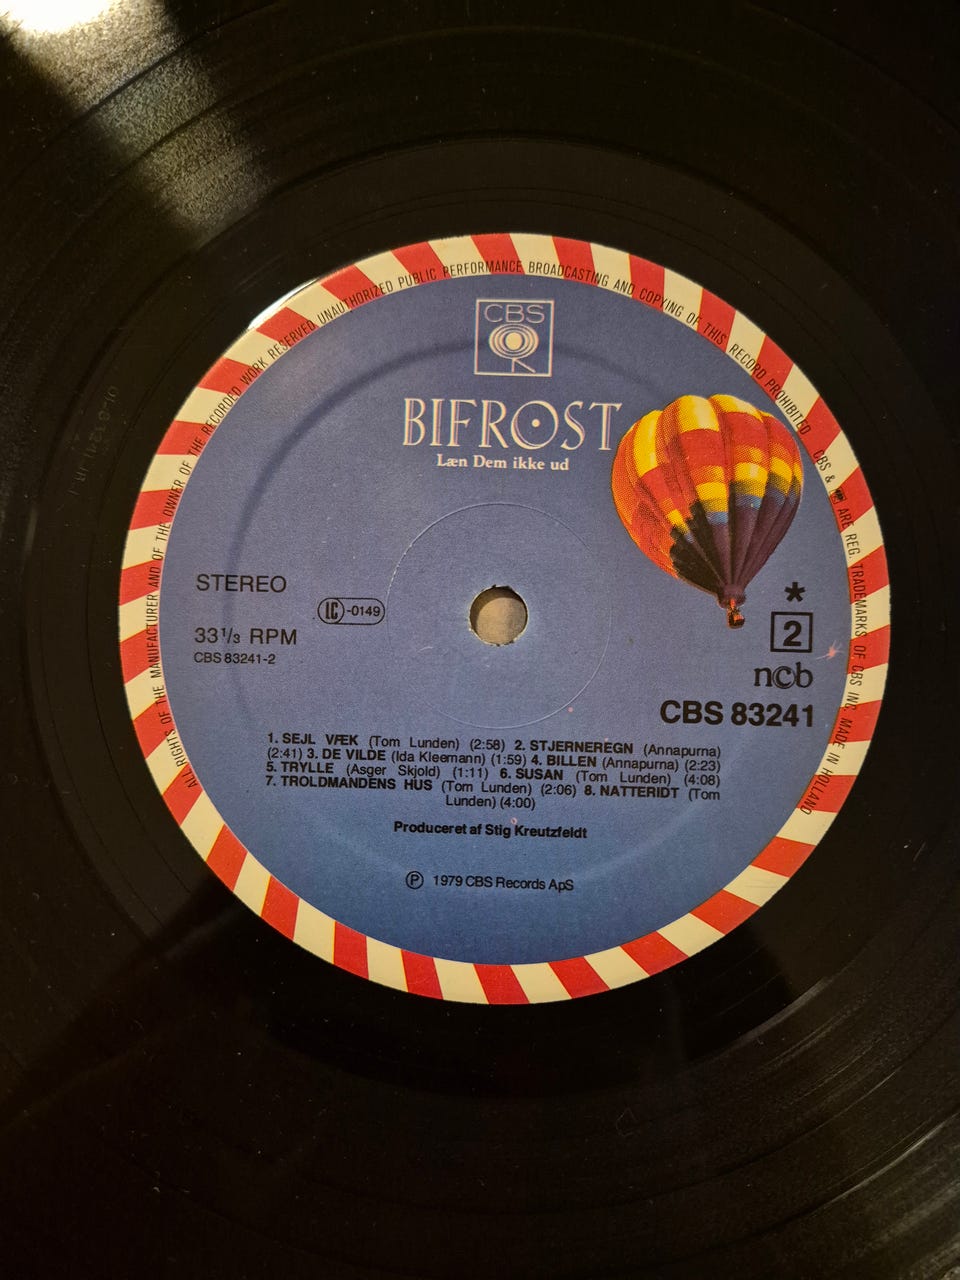 ALL RIGHTS OF THE MANUFACTURER AND OF THE OWNER OF THE RECORDED WORK RESERVED UNAUTHORIZED PUBLIC PERFORMANCE BROADCASTING AND COPYING OF THIS RECORD PROHIBITED CBS & ARE REG. TRADEMARKS OF CBS INC. MADE IN HOLLAND
CBS
BIFROST
Læn Dem ikke ud
STEREO
LC-0149
33 1/3 RPM
CBS 83241-2
*
2
ncb
CBS 83241
1. SEJL VÆK (Tom Lunden) (2:58) 2. STJERNEREGN (Annapurna)
(2:41) 3. DE VILDE (Ida Kleemann) (1:59) 4. BILLEN (Annapurna) (2:23)
5. TRYLLE (Asger Skjold) (1:11) 6. SUSAN (Tom Lunden) (4:08)
7. TROLDMANDENS HUS (Tom Lunden) (2:06) 8. NATTERIDT (Tom
Lunden) (4:00)
Produceret af Stig Kreutzfeldt
℗ 1979 CBS Records ApS